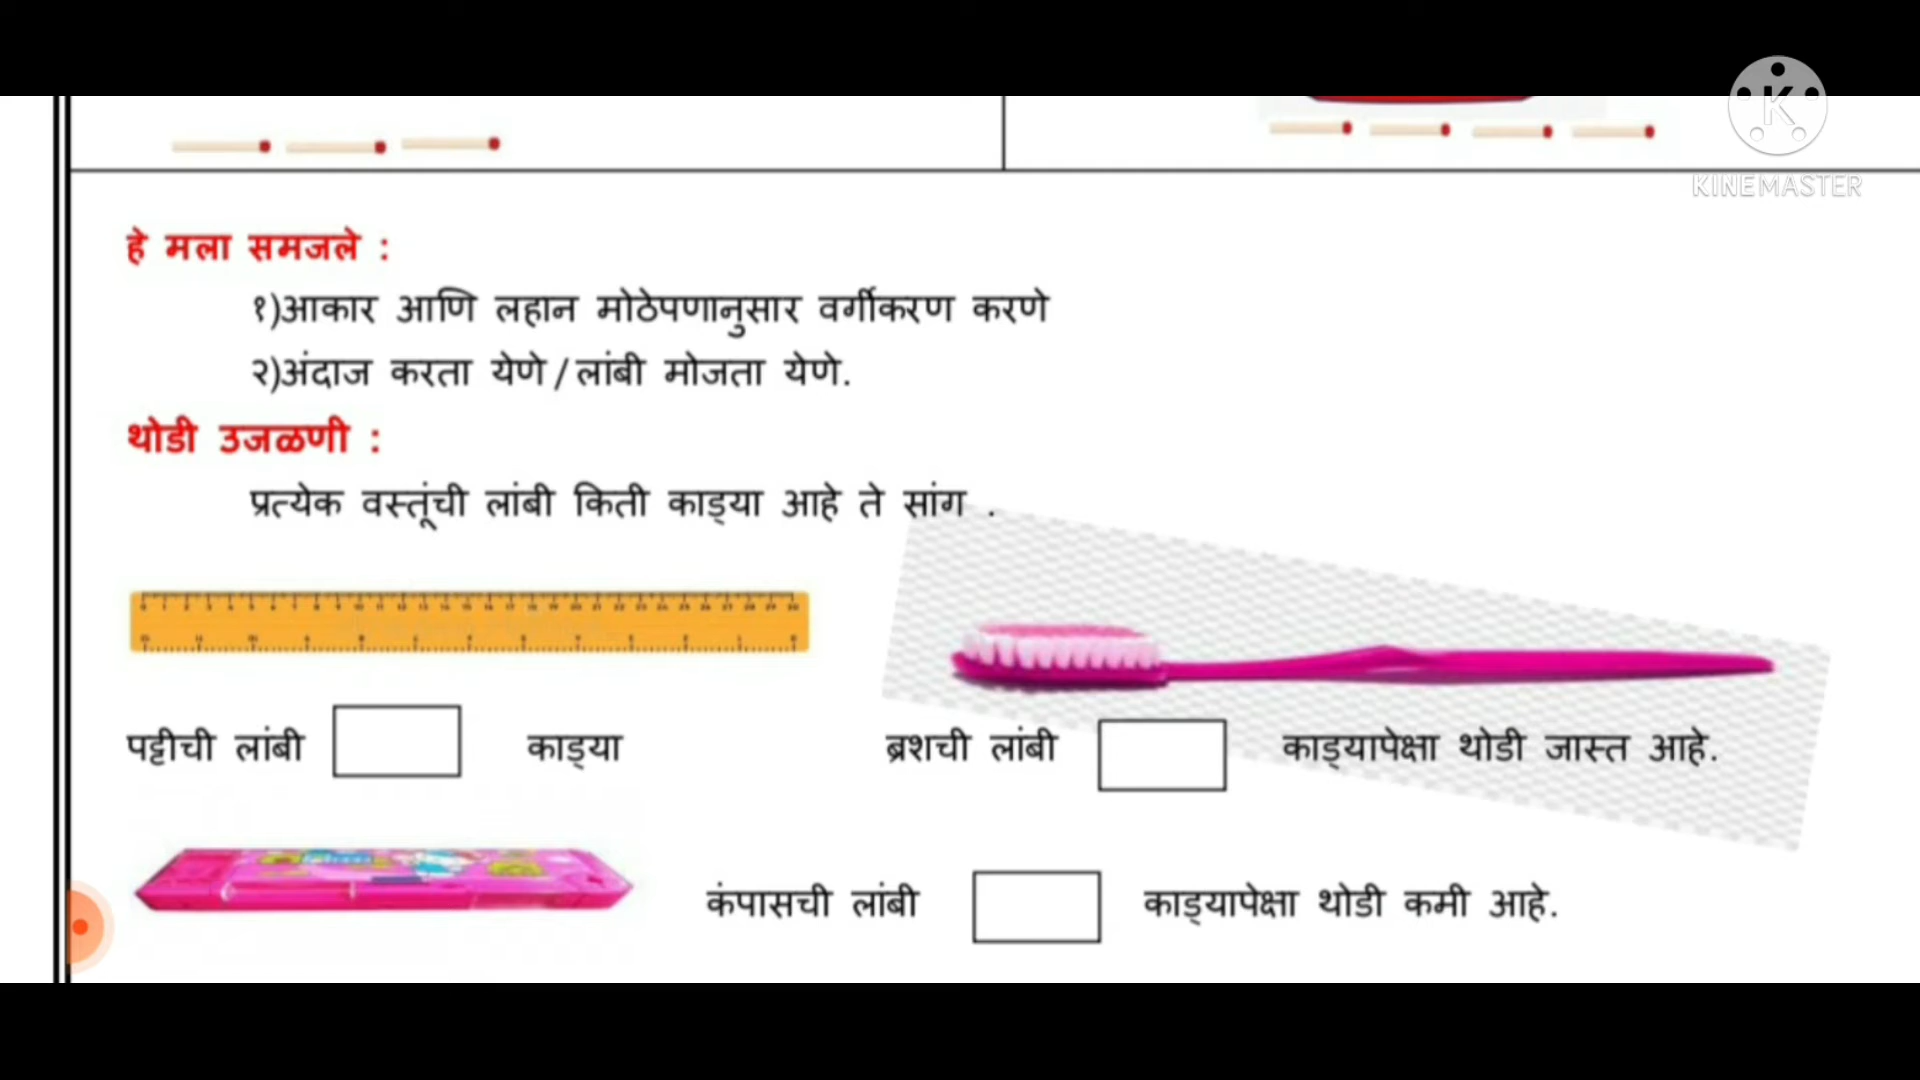 K
KINEMASTER
हे मला समजले :
१)आकार आणि लहान मोठेपणानुसार वर्गीकरण करणे
२)अंदाज करता येणे / लांबी मोजता येणे.
थोडी उजळणी :
प्रत्येक वस्तूंची लांबी किती काड्या आहे ते सांग .
पट्टीची लांबी काड्या
ब्रशची लांबी काड्यापेक्षा थोडी जास्त आहे.
कंपासची लांबी काड्यापेक्षा थोडी कमी आहे.